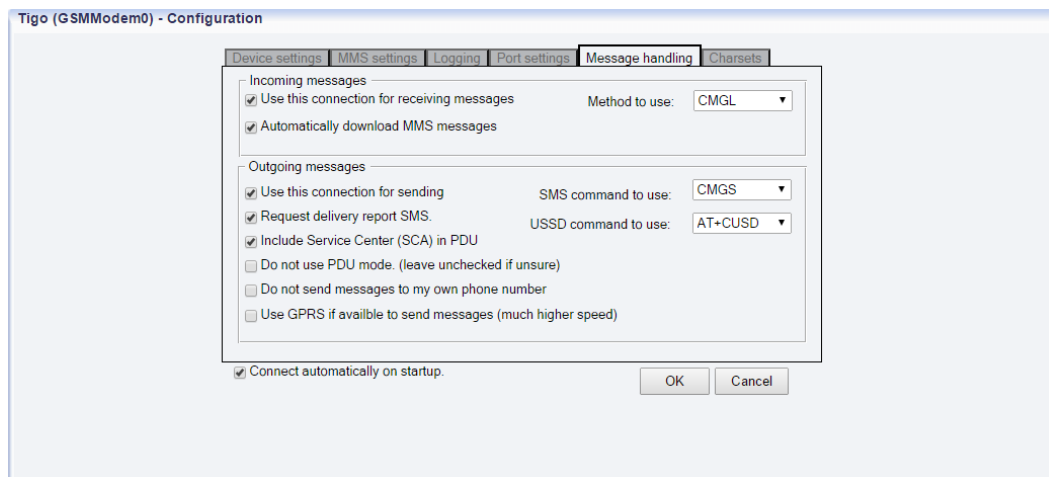 Tigo (GSMModem0) - Configuration
Device settings MMS settings Logging Port settings Message handling Charsets
Incoming messages
Use this connection for receiving messages Method to use: CMGL
Automatically download MMS messages
Outgoing messages
Use this connection for sending SMS command to use: CMGS
Request delivery report SMS. USSD command to use: AT+CUSD
Include Service Center (SCA) in PDU
Do not use PDU mode. (leave unchecked if unsure)
Do not send messages to my own phone number
Use GPRS if availble to send messages (much higher speed)
Connect automatically on startup. OK Cancel